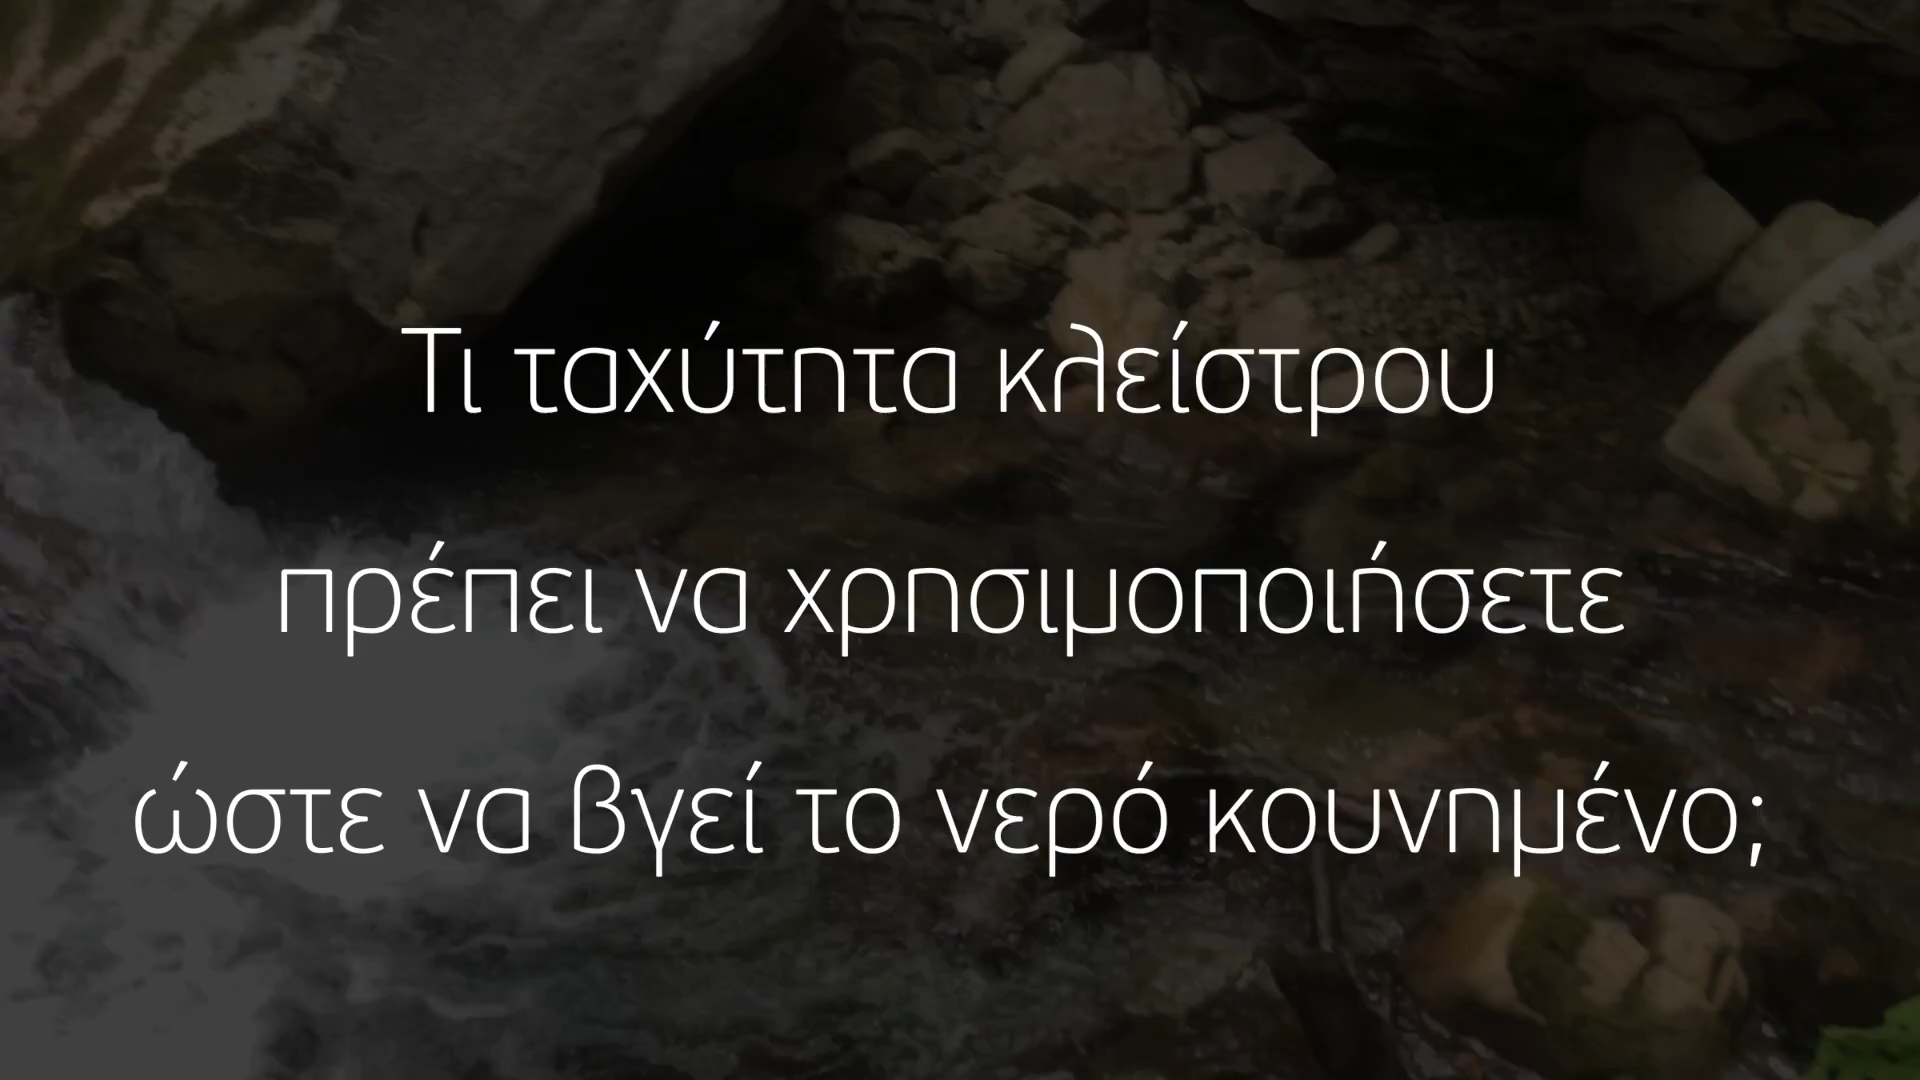 Τι ταχύτητα κλείστρου
πρέπει να χρησιμοποιήσετε
ώστε να βγεί το νερό κουνημένο;